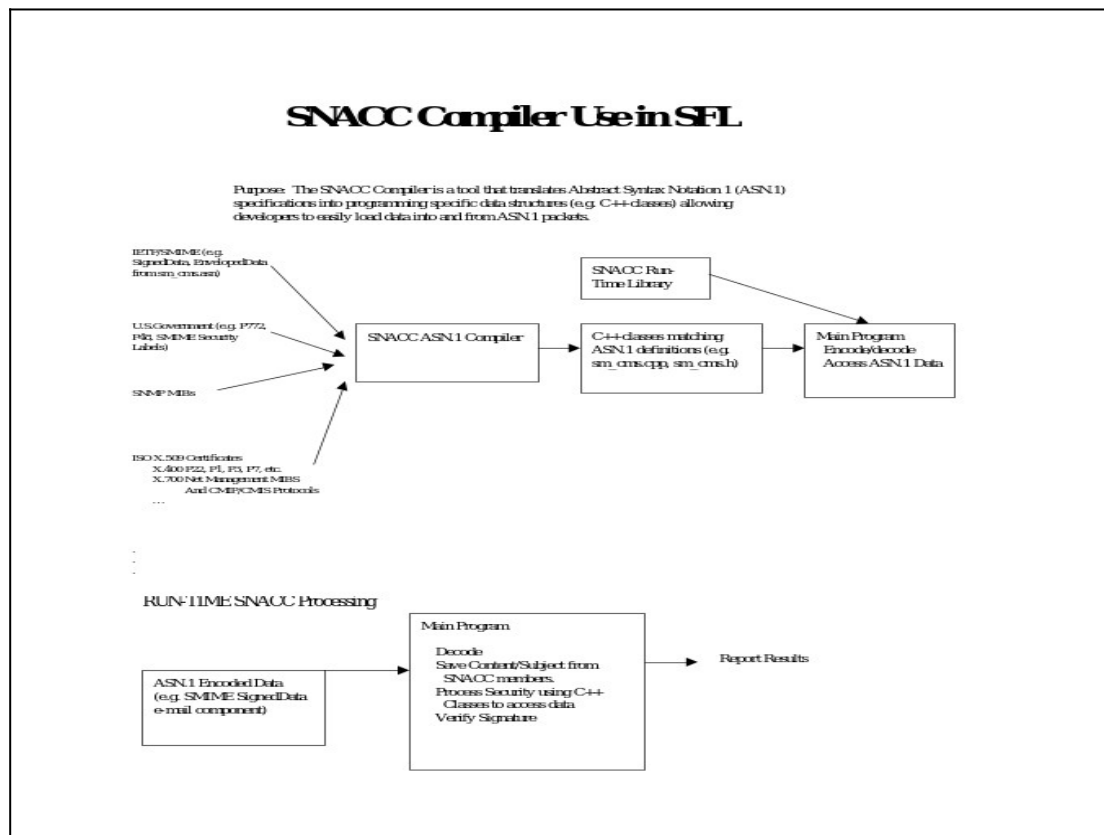 SNACC Compiler Use in SFL
Purpose: The SNACC Compiler is a tool that translates Abstract Syntax Notation 1 (ASN.1)
specifications into programming specific data structures (e.g. C++ classes) allowing
developers to easily load data into and from ASN.1 packets.
IETF/SMIME (e.g.
SignedData, EnvelopedData
from sm_cms.asn)
U.S.Government (e.g. P772,
SMIME Security
Labels)
SNMP MIBs
ISO X.509 Certificates
X.400 P22, P1, P3, P7, etc.
X.700 Net Management MIBS
And CMIP/CMIS Protocols
…
.
.
.
SNACC ASN.1 Compiler
SNACC Run-
Time Library
C++ classes matching
ASN.1 definitions (e.g.
sm_cms.cpp, sm_cms.h)
Main Program
Encode/decode
Access ASN.1 Data
RUN-TIME SNACC Processing
ASN.1 Encoded Data
(e.g. SMIME SignedData
e-mail component)
Main Program
Decode
Save Content/Subject from
SNACC members.
Process Security using C++
Classes to access data
Verify Signature
Report Results